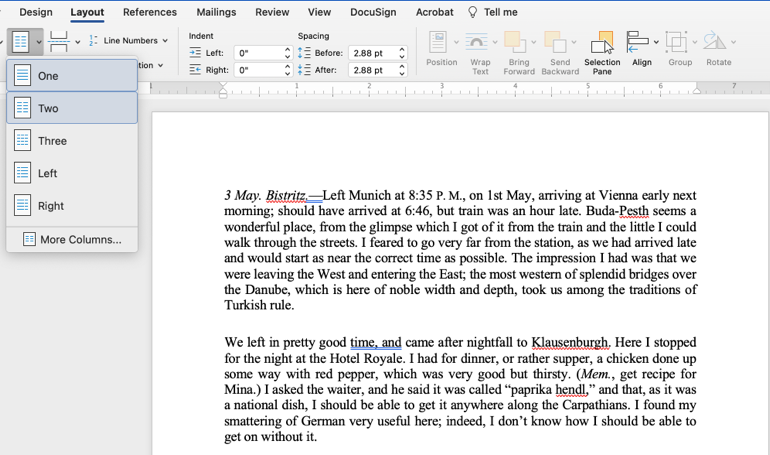 Design Layout References Mailings Review View DocuSign Acrobat Tell me
Line Numbers
tion
Indent
Left: 0"
Right: 0"
Spacing
Before: 2.88 pt
After: 2.88 pt
Position
Wrap Text
Bring Forward
Send Backward
Selection Pane
Align
Group
Rotate
One
Two
Three
Left
Right
More Columns...
1 2 3 4 5 6 7
3 May. Bistritz.—Left Munich at 8:35 P. M., on 1st May, arriving at Vienna early next
morning; should have arrived at 6:46, but train was an hour late. Buda-Pesth seems a
wonderful place, from the glimpse which I got of it from the train and the little I could
walk through the streets. I feared to go very far from the station, as we had arrived late
and would start as near the correct time as possible. The impression I had was that we
were leaving the West and entering the East; the most western of splendid bridges over
the Danube, which is here of noble width and depth, took us among the traditions of
Turkish rule.
We left in pretty good time, and came after nightfall to Klausenburgh. Here I stopped
for the night at the Hotel Royale. I had for dinner, or rather supper, a chicken done up
some way with red pepper, which was very good but thirsty. (Mem., get recipe for
Mina.) I asked the waiter, and he said it was called “paprika hendl,” and that, as it was
a national dish, I should be able to get it anywhere along the Carpathians. I found my
smattering of German very useful here; indeed, I don’t know how I should be able to
get on without it.